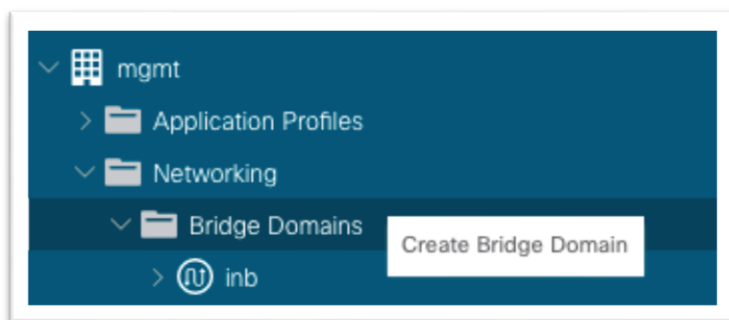 mgmt
Application Profiles
Networking
Bridge Domains
Create Bridge Domain
inb